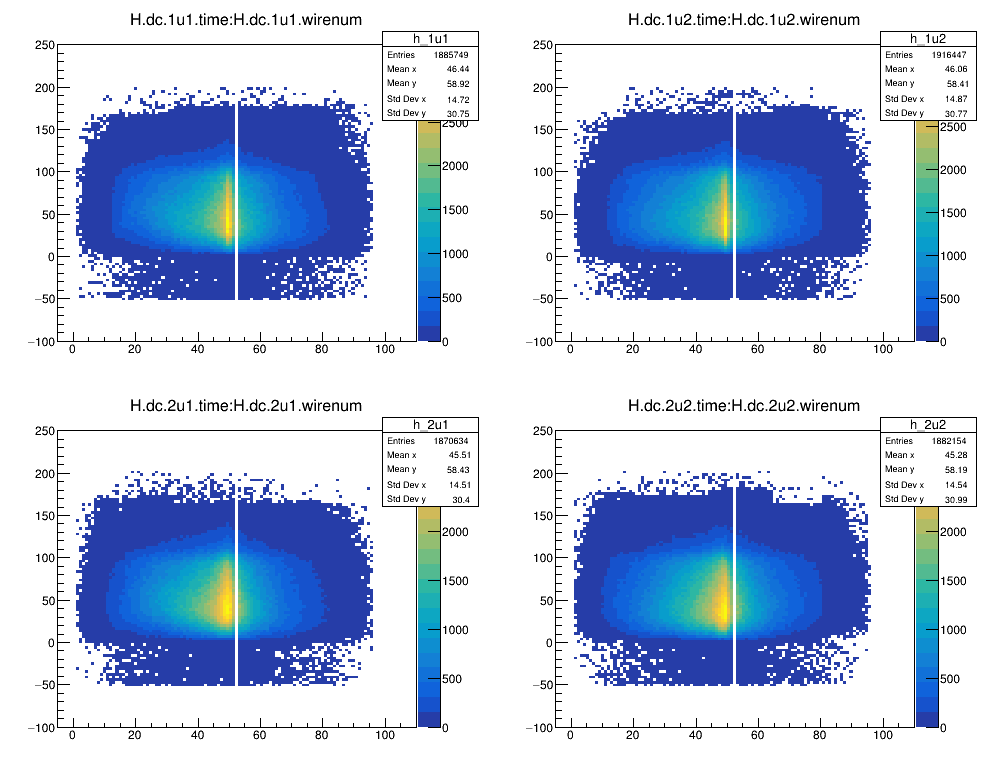 H.dc.1u1.time:H.dc.1u1.wirenum
h_1u1
Entries 1885749
Mean x 46.44
Mean y 58.92
Std Dev x 14.72
Std Dev y 30.75
250
200
150
100
50
0
−50
−100
0 20 40 60 80 100
2500
2000
1500
1000
500
0
H.dc.1u2.time:H.dc.1u2.wirenum
h_1u2
Entries 1916447
Mean x 46.06
Mean y 58.41
Std Dev x 14.87
Std Dev y 30.77
250
200
150
100
50
0
−50
−100
0 20 40 60 80 100
2500
2000
1500
1000
500
0
H.dc.2u1.time:H.dc.2u1.wirenum
h_2u1
Entries 1870634
Mean x 45.51
Mean y 58.43
Std Dev x 14.51
Std Dev y 30.4
250
200
150
100
50
0
−50
−100
0 20 40 60 80 100
2000
1500
1000
500
0
H.dc.2u2.time:H.dc.2u2.wirenum
h_2u2
Entries 1882154
Mean x 45.28
Mean y 58.19
Std Dev x 14.54
Std Dev y 30.99
250
200
150
100
50
0
−50
−100
0 20 40 60 80 100
2000
1500
1000
500
0